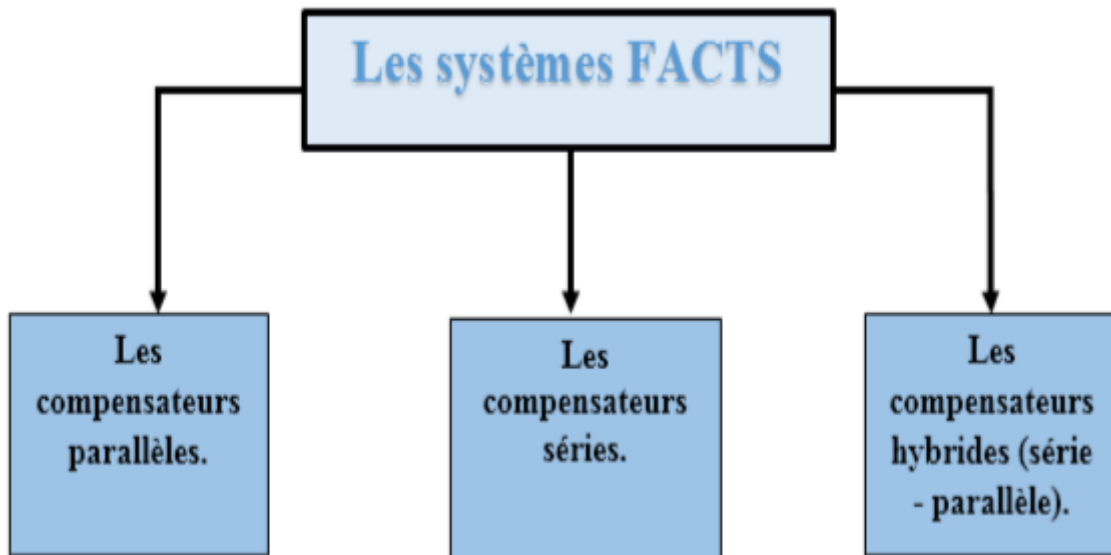 Les systèmes FACTS
Les
compensateurs
parallèles.
Les
compensateurs
séries.
Les
compensateurs
hybrides (série
- parallèle).